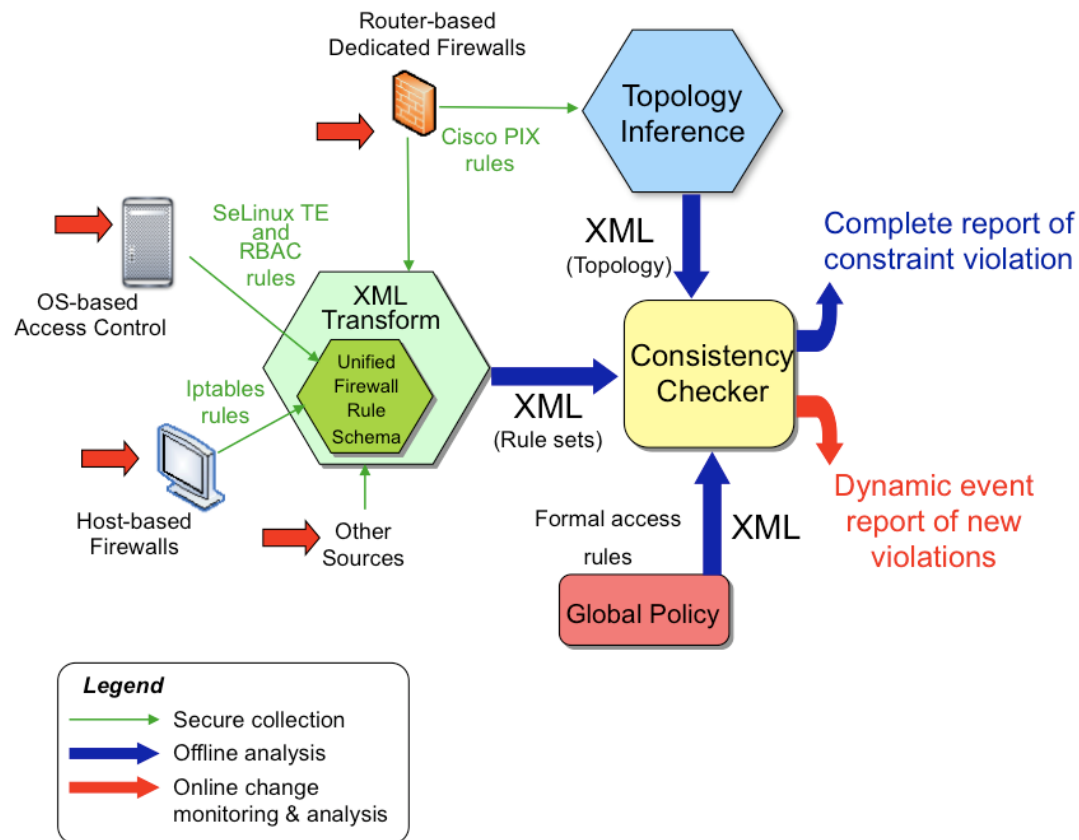 Router-based
Dedicated Firewalls
Topology
Inference
Cisco PIX
rules
SeLinux TE
and
RBAC
rules
OS-based
Access Control
XML
(Topology)
Complete report of
constraint violation
XML
Transform
Unified
Firewall
Rule
Schema
Consistency
Checker
Iptables
rules
XML
(Rule sets)
Host-based
Firewalls
Other
Sources
Dynamic event
report of new
violations
Formal access
rules
XML
Global Policy
Legend
Secure collection
Offline analysis
Online change
monitoring & analysis